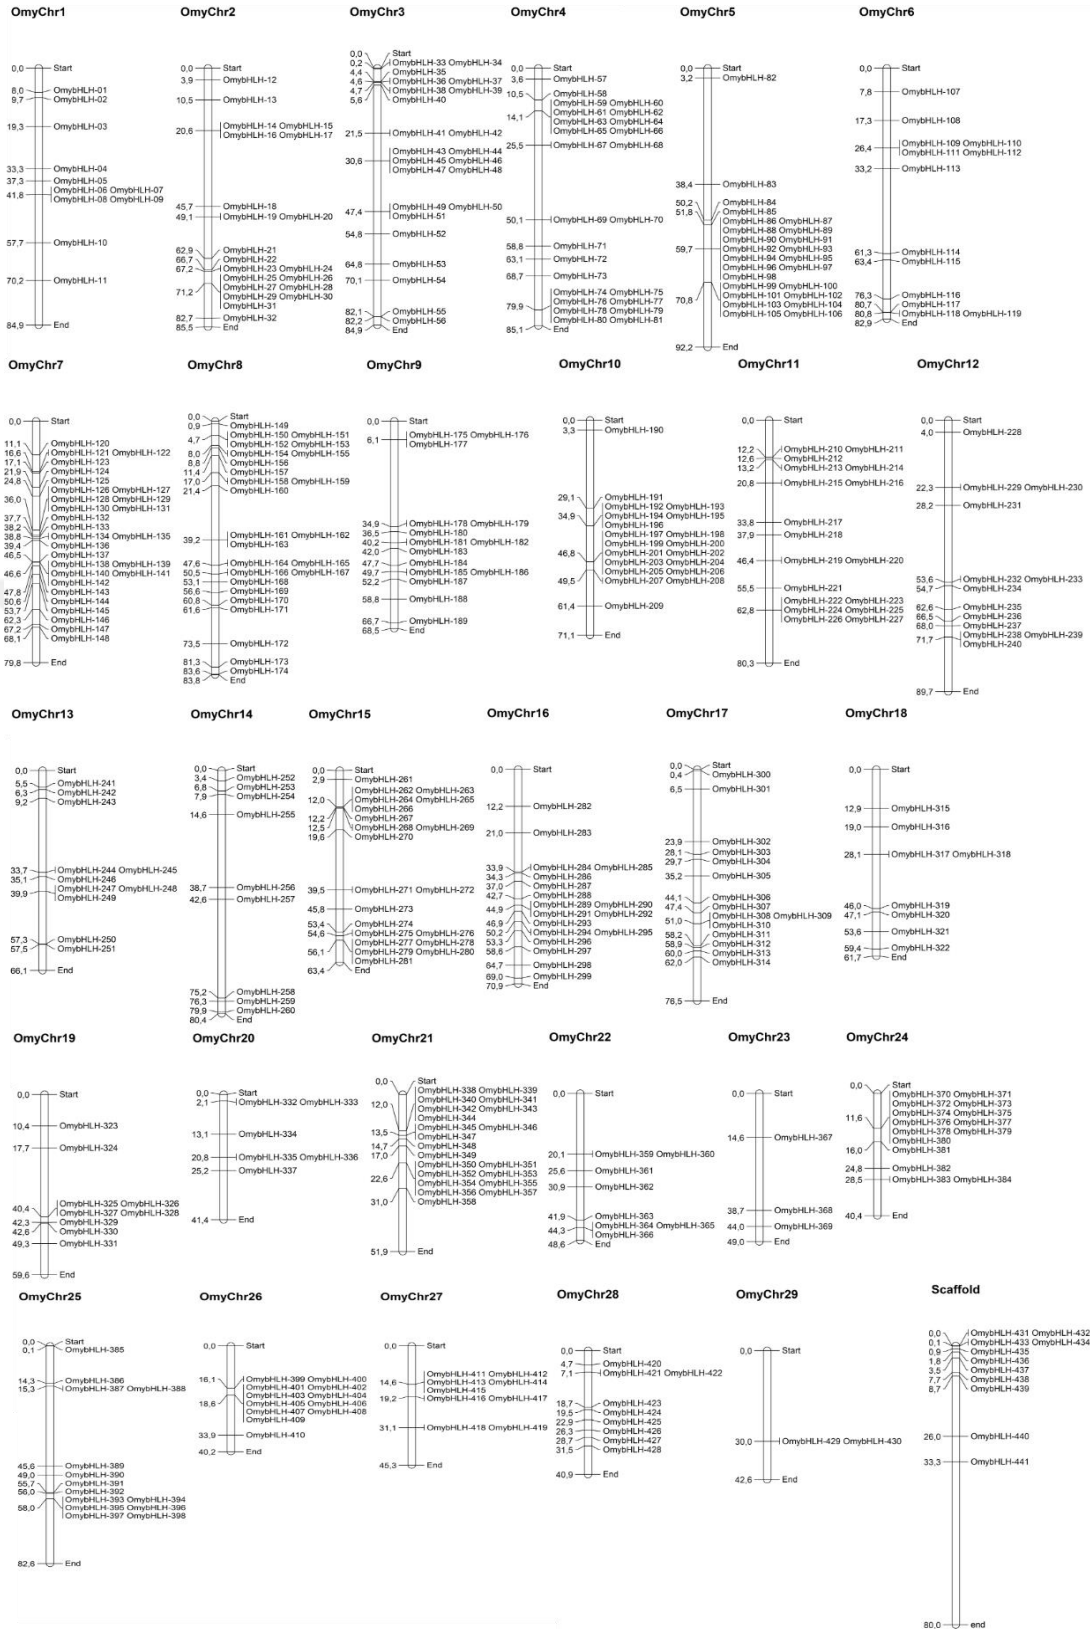 OmyChr1
0,0 Start
8,0 OmybHLH-01
9,7 OmybHLH-02
19,3 OmybHLH-03
33,3 OmybHLH-04
37,3 OmybHLH-05
41,8 OmybHLH-06 OmybHLH-07
OmybHLH-08 OmybHLH-09
57,7 OmybHLH-10
70,2 OmybHLH-11
84,9 End
OmyChr2
0,0 Start
3,9 OmybHLH-12
10,5 OmybHLH-13
20,6 OmybHLH-14 OmybHLH-15
OmybHLH-16 OmybHLH-17
45,7 OmybHLH-18
49,1 OmybHLH-19 OmybHLH-20
62,9 OmybHLH-21
66,7 OmybHLH-22
67,2 OmybHLH-23 OmybHLH-24
OmybHLH-25 OmybHLH-26
71,2 OmybHLH-27 OmybHLH-28
OmybHLH-29 OmybHLH-30
OmybHLH-31
82,7 OmybHLH-32
85,5 End
OmyChr3
0,0 Start
0,2 OmybHLH-33 OmybHLH-34
4,4 OmybHLH-35
4,6 OmybHLH-36 OmybHLH-37
4,7 OmybHLH-38 OmybHLH-39
5,6 OmybHLH-40
21,5 OmybHLH-41 OmybHLH-42
OmybHLH-43 OmybHLH-44
30,6 OmybHLH-45 OmybHLH-46
OmybHLH-47 OmybHLH-48
47,4 OmybHLH-49 OmybHLH-50
OmybHLH-51
54,8 OmybHLH-52
64,8 OmybHLH-53
70,1 OmybHLH-54
82,1 OmybHLH-55
82,2 OmybHLH-56
84,9 End
OmyChr4
0,0 Start
3,6 OmybHLH-57
10,5 OmybHLH-58
OmybHLH-59 OmybHLH-60
OmybHLH-61 OmybHLH-62
14,1 OmybHLH-63 OmybHLH-64
OmybHLH-65 OmybHLH-66
25,5 OmybHLH-67 OmybHLH-68
50,1 OmybHLH-69 OmybHLH-70
58,8 OmybHLH-71
63,1 OmybHLH-72
68,7 OmybHLH-73
OmybHLH-74 OmybHLH-75
79,9 OmybHLH-76 OmybHLH-77
OmybHLH-78 OmybHLH-79
OmybHLH-80 OmybHLH-81
85,1 End
OmyChr5
0,0 Start
3,2 OmybHLH-82
38,4 OmybHLH-83
50,2 OmybHLH-84
51,8 OmybHLH-85
OmybHLH-86 OmybHLH-87
OmybHLH-88 OmybHLH-89
OmybHLH-90 OmybHLH-91
59,7 OmybHLH-92 OmybHLH-93
OmybHLH-94 OmybHLH-95
OmybHLH-96 OmybHLH-97
OmybHLH-98
OmybHLH-99 OmybHLH-100
70,8 OmybHLH-101 OmybHLH-102
OmybHLH-103 OmybHLH-104
OmybHLH-105 OmybHLH-106
92,2 End
OmyChr6
0,0 Start
7,8 OmybHLH-107
17,3 OmybHLH-108
26,4 OmybHLH-109 OmybHLH-110
OmybHLH-111 OmybHLH-112
33,2 OmybHLH-113
61,3 OmybHLH-114
63,4 OmybHLH-115
76,3 OmybHLH-116
80,7 OmybHLH-117
80,8 OmybHLH-118 OmybHLH-119
82,9 End
OmyChr7
0,0 Start
11,1 OmybHLH-120
16,6 OmybHLH-121 OmybHLH-122
17,1 OmybHLH-123
21,9 OmybHLH-124
24,8 OmybHLH-125
OmybHLH-126 OmybHLH-127
36,0 OmybHLH-128 OmybHLH-129
OmybHLH-130 OmybHLH-131
37,7 OmybHLH-132
38,2 OmybHLH-133
38,8 OmybHLH-134 OmybHLH-135
39,4 OmybHLH-136
46,5 OmybHLH-137
OmybHLH-138 OmybHLH-139
46,6 OmybHLH-140 OmybHLH-141
OmybHLH-142
47,8 OmybHLH-143
50,6 OmybHLH-144
53,7 OmybHLH-145
62,3 OmybHLH-146
67,2 OmybHLH-147
68,1 OmybHLH-148
79,8 End
OmyChr8
0,0 Start
0,9 OmybHLH-149
4,7 OmybHLH-150 OmybHLH-151
OmybHLH-152 OmybHLH-153
8,0 OmybHLH-154 OmybHLH-155
8,8 OmybHLH-156
11,4 OmybHLH-157
17,0 OmybHLH-158 OmybHLH-159
21,4 OmybHLH-160
39,2 OmybHLH-161 OmybHLH-162
OmybHLH-163
47,6 OmybHLH-164 OmybHLH-165
50,5 OmybHLH-166 OmybHLH-167
53,1 OmybHLH-168
56,6 OmybHLH-169
60,8 OmybHLH-170
61,6 OmybHLH-171
73,5 OmybHLH-172
81,3 OmybHLH-173
83,6 OmybHLH-174
83,8 End
OmyChr9
0,0 Start
6,1 OmybHLH-175 OmybHLH-176
OmybHLH-177
34,9 OmybHLH-178 OmybHLH-179
36,5 OmybHLH-180
40,2 OmybHLH-181 OmybHLH-182
42,0 OmybHLH-183
47,7 OmybHLH-184
49,7 OmybHLH-185 OmybHLH-186
52,2 OmybHLH-187
58,8 OmybHLH-188
66,7 OmybHLH-189
68,5 End
OmyChr10
0,0 Start
3,3 OmybHLH-190
29,1 OmybHLH-191
OmybHLH-192 OmybHLH-193
34,9 OmybHLH-194 OmybHLH-195
OmybHLH-196
OmybHLH-197 OmybHLH-198
OmybHLH-199 OmybHLH-200
46,8 OmybHLH-201 OmybHLH-202
OmybHLH-203 OmybHLH-204
OmybHLH-205 OmybHLH-206
49,5 OmybHLH-207 OmybHLH-208
61,4 OmybHLH-209
71,1 End
OmyChr11
0,0 Start
12,2 OmybHLH-210 OmybHLH-211
12,6 OmybHLH-212
13,2 OmybHLH-213 OmybHLH-214
20,8 OmybHLH-215 OmybHLH-216
33,8 OmybHLH-217
37,9 OmybHLH-218
46,4 OmybHLH-219 OmybHLH-220
55,5 OmybHLH-221
OmybHLH-222 OmybHLH-223
62,8 OmybHLH-224 OmybHLH-225
OmybHLH-226 OmybHLH-227
80,3 End
OmyChr12
0,0 Start
4,0 OmybHLH-228
22,3 OmybHLH-229 OmybHLH-230
28,2 OmybHLH-231
53,6 OmybHLH-232 OmybHLH-233
54,7 OmybHLH-234
62,6 OmybHLH-235
66,5 OmybHLH-236
68,0 OmybHLH-237
71,7 OmybHLH-238 OmybHLH-239
OmybHLH-240
89,7 End
OmyChr13
0,0 Start
5,5 OmybHLH-241
6,3 OmybHLH-242
9,2 OmybHLH-243
33,7 OmybHLH-244 OmybHLH-245
35,1 OmybHLH-246
39,9 OmybHLH-247 OmybHLH-248
OmybHLH-249
57,3 OmybHLH-250
57,5 OmybHLH-251
66,1 End
OmyChr14
0,0 Start
3,4 OmybHLH-252
6,8 OmybHLH-253
7,9 OmybHLH-254
14,6 OmybHLH-255
38,7 OmybHLH-256
42,6 OmybHLH-257
75,2 OmybHLH-258
76,3 OmybHLH-259
79,9 OmybHLH-260
80,4 End
OmyChr15
0,0 Start
2,9 OmybHLH-261
OmybHLH-262 OmybHLH-263
12,0 OmybHLH-264 OmybHLH-265
OmybHLH-266
12,2 OmybHLH-267
12,5 OmybHLH-268 OmybHLH-269
19,6 OmybHLH-270
39,5 OmybHLH-271 OmybHLH-272
45,8 OmybHLH-273
53,4 OmybHLH-274
54,6 OmybHLH-275 OmybHLH-276
OmybHLH-277 OmybHLH-278
56,1 OmybHLH-279 OmybHLH-280
OmybHLH-281
63,4 End
OmyChr16
0,0 Start
12,2 OmybHLH-282
21,0 OmybHLH-283
33,9 OmybHLH-284 OmybHLH-285
34,3 OmybHLH-286
37,0 OmybHLH-287
42,7 OmybHLH-288
44,9 OmybHLH-289 OmybHLH-290
OmybHLH-291 OmybHLH-292
46,9 OmybHLH-293
50,2 OmybHLH-294 OmybHLH-295
53,3 OmybHLH-296
58,6 OmybHLH-297
64,7 OmybHLH-298
69,0 OmybHLH-299
70,9 End
OmyChr17
0,0 Start
0,4 OmybHLH-300
6,5 OmybHLH-301
23,9 OmybHLH-302
28,1 OmybHLH-303
29,7 OmybHLH-304
35,2 OmybHLH-305
44,1 OmybHLH-306
47,4 OmybHLH-307
51,0 OmybHLH-308 OmybHLH-309
OmybHLH-310
58,2 OmybHLH-311
58,9 OmybHLH-312
60,0 OmybHLH-313
62,0 OmybHLH-314
76,5 End
OmyChr18
0,0 Start
12,9 OmybHLH-315
19,0 OmybHLH-316
28,1 OmybHLH-317 OmybHLH-318
46,0 OmybHLH-319
47,1 OmybHLH-320
53,6 OmybHLH-321
59,4 OmybHLH-322
61,7 End
OmyChr19
0,0 Start
10,4 OmybHLH-323
17,7 OmybHLH-324
40,4 OmybHLH-325 OmybHLH-326
OmybHLH-327 OmybHLH-328
42,3 OmybHLH-329
42,6 OmybHLH-330
49,3 OmybHLH-331
59,6 End
OmyChr20
0,0 Start
2,1 OmybHLH-332 OmybHLH-333
13,1 OmybHLH-334
20,8 OmybHLH-335 OmybHLH-336
25,2 OmybHLH-337
41,4 End
OmyChr21
0,0 Start
OmybHLH-338 OmybHLH-339
OmybHLH-340 OmybHLH-341
12,0 OmybHLH-342 OmybHLH-343
OmybHLH-344
13,5 OmybHLH-345 OmybHLH-346
OmybHLH-347
14,7 OmybHLH-348
17,0 OmybHLH-349
OmybHLH-350 OmybHLH-351
22,6 OmybHLH-352 OmybHLH-353
OmybHLH-354 OmybHLH-355
OmybHLH-356 OmybHLH-357
31,0 OmybHLH-358
51,9 End
OmyChr22
0,0 Start
20,1 OmybHLH-359 OmybHLH-360
25,6 OmybHLH-361
30,9 OmybHLH-362
41,9 OmybHLH-363
44,3 OmybHLH-364 OmybHLH-365
OmybHLH-366
48,6 End
OmyChr23
0,0 Start
14,6 OmybHLH-367
38,7 OmybHLH-368
44,0 OmybHLH-369
49,0 End
OmyChr24
0,0 Start
OmybHLH-370 OmybHLH-371
OmybHLH-372 OmybHLH-373
OmybHLH-374 OmybHLH-375
11,6 OmybHLH-376 OmybHLH-377
OmybHLH-378 OmybHLH-379
OmybHLH-380
16,0 OmybHLH-381
24,8 OmybHLH-382
28,5 OmybHLH-383 OmybHLH-384
40,4 End
OmyChr25
0,0 Start
0,1 OmybHLH-385
14,3 OmybHLH-386
15,3 OmybHLH-387 OmybHLH-388
45,6 OmybHLH-389
49,0 OmybHLH-390
55,7 OmybHLH-391
56,0 OmybHLH-392
OmybHLH-393 OmybHLH-394
58,0 OmybHLH-395 OmybHLH-396
OmybHLH-397 OmybHLH-398
82,6 End
OmyChr26
0,0 Start
16,1 OmybHLH-399 OmybHLH-400
OmybHLH-401 OmybHLH-402
OmybHLH-403 OmybHLH-404
18,6 OmybHLH-405 OmybHLH-406
OmybHLH-407 OmybHLH-408
OmybHLH-409
33,9 OmybHLH-410
40,2 End
OmyChr27
0,0 Start
OmybHLH-411 OmybHLH-412
14,6 OmybHLH-413 OmybHLH-414
OmybHLH-415
19,2 OmybHLH-416 OmybHLH-417
31,1 OmybHLH-418 OmybHLH-419
45,3 End
OmyChr28
0,0 Start
4,7 OmybHLH-420
7,1 OmybHLH-421 OmybHLH-422
18,7 OmybHLH-423
19,5 OmybHLH-424
22,9 OmybHLH-425
26,3 OmybHLH-426
28,7 OmybHLH-427
31,5 OmybHLH-428
40,9 End
OmyChr29
0,0 Start
30,0 OmybHLH-429 OmybHLH-430
42,6 End
Scaffold
0,0 OmybHLH-431 OmybHLH-432
0,1 OmybHLH-433 OmybHLH-434
0,9 OmybHLH-435
1,8 OmybHLH-436
3,5 OmybHLH-437
7,7 OmybHLH-438
8,7 OmybHLH-439
26,0 OmybHLH-440
33,3 OmybHLH-441
80,0 end